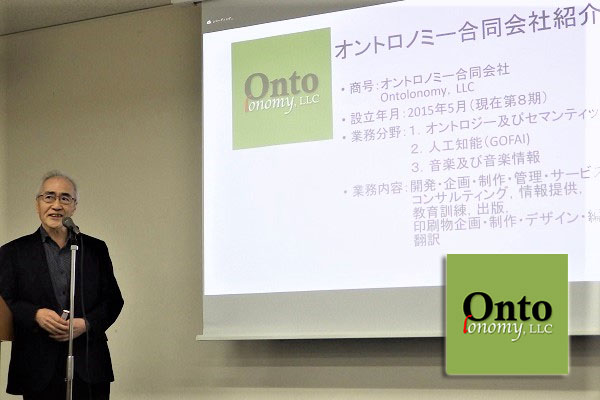 Onto
lonomy, LLC
オントロノミー合同会社紹介
・商号：オントロノミー合同会社
Ontolonomy, LLC
・設立年月：2015年5月（現在第８期）
・業務分野：１．オントロジー及びセマンティッ
２．人工知能（GOFAI）
３．音楽及び音楽情報
・業務内容：開発・企画・制作・管理・サービス
コンサルティング，情報提供，
教育訓練，出版，
印刷物企画・制作・デザイン・編
翻訳
Onto
lonomy, LLC